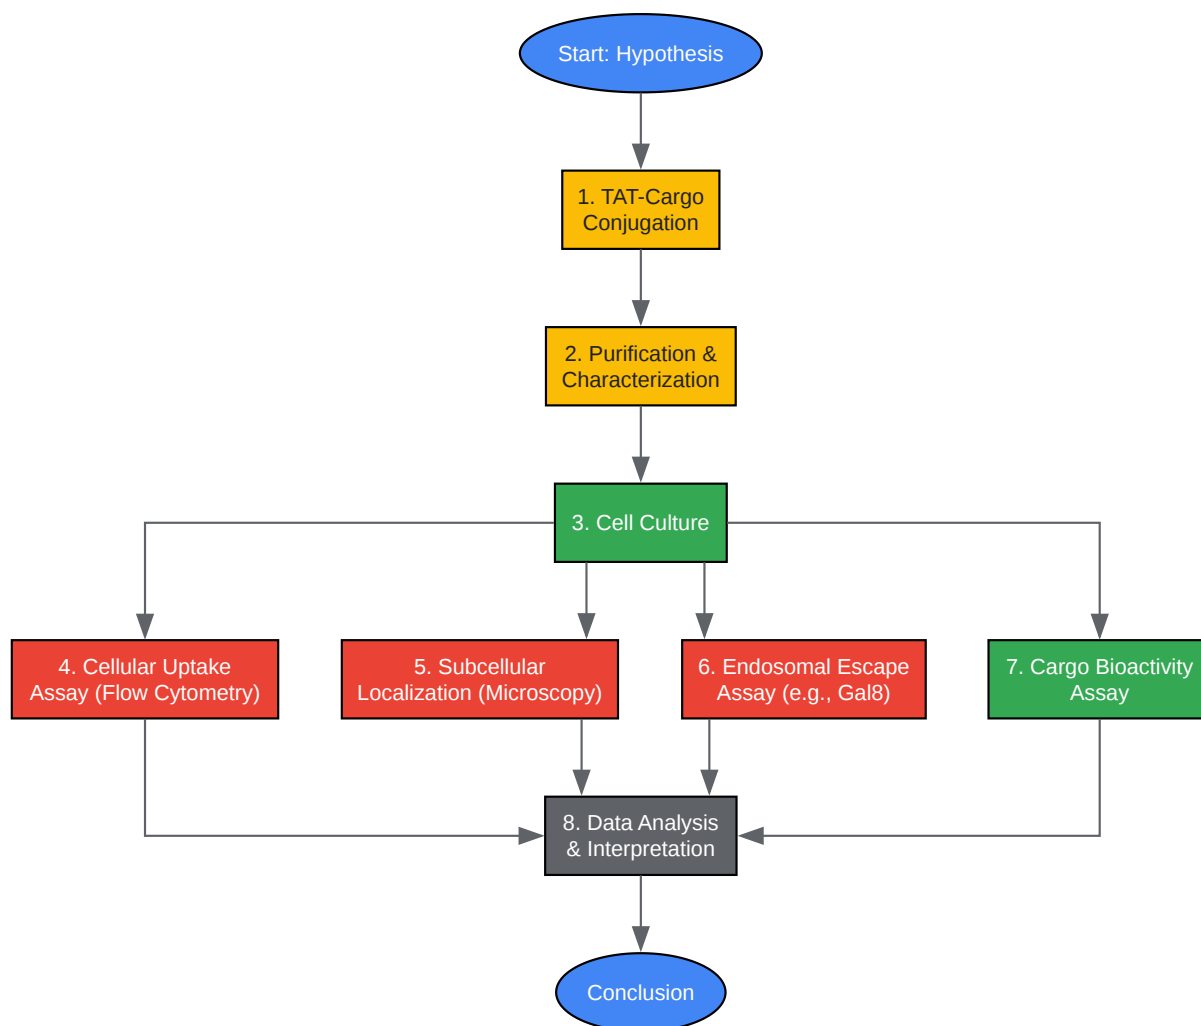 Start: Hypothesis
1. TAT-Cargo
Conjugation
2. Purification &
Characterization
3. Cell Culture
4. Cellular Uptake
Assay (Flow Cytometry)
5. Subcellular
Localization (Microscopy)
6. Endosomal Escape
Assay (e.g., Gal8)
7. Cargo Bioactivity
Assay
8. Data Analysis
& Interpretation
Conclusion